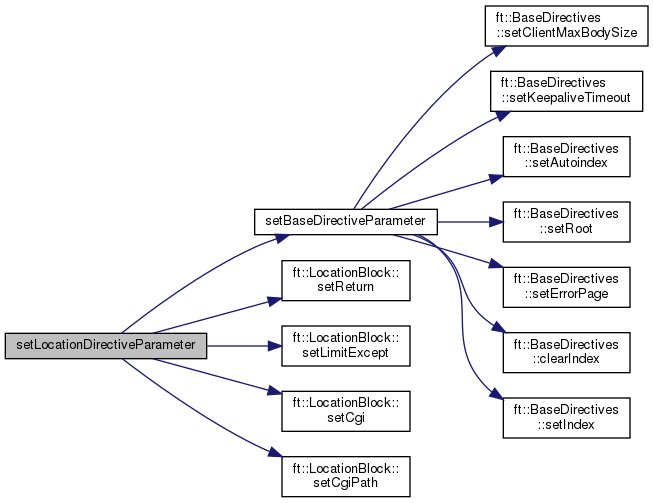 setLocationDirectiveParameter
setBaseDirectiveParameter
ft::LocationBlock::
setReturn
ft::LocationBlock::
setLimitExcept
ft::LocationBlock::
setCgi
ft::LocationBlock::
setCgiPath
ft::BaseDirectives
::setClientMaxBodySize
ft::BaseDirectives
::setKeepaliveTimeout
ft::BaseDirectives
::setAutoindex
ft::BaseDirectives
::setRoot
ft::BaseDirectives
::setErrorPage
ft::BaseDirectives
::clearIndex
ft::BaseDirectives
::setIndex